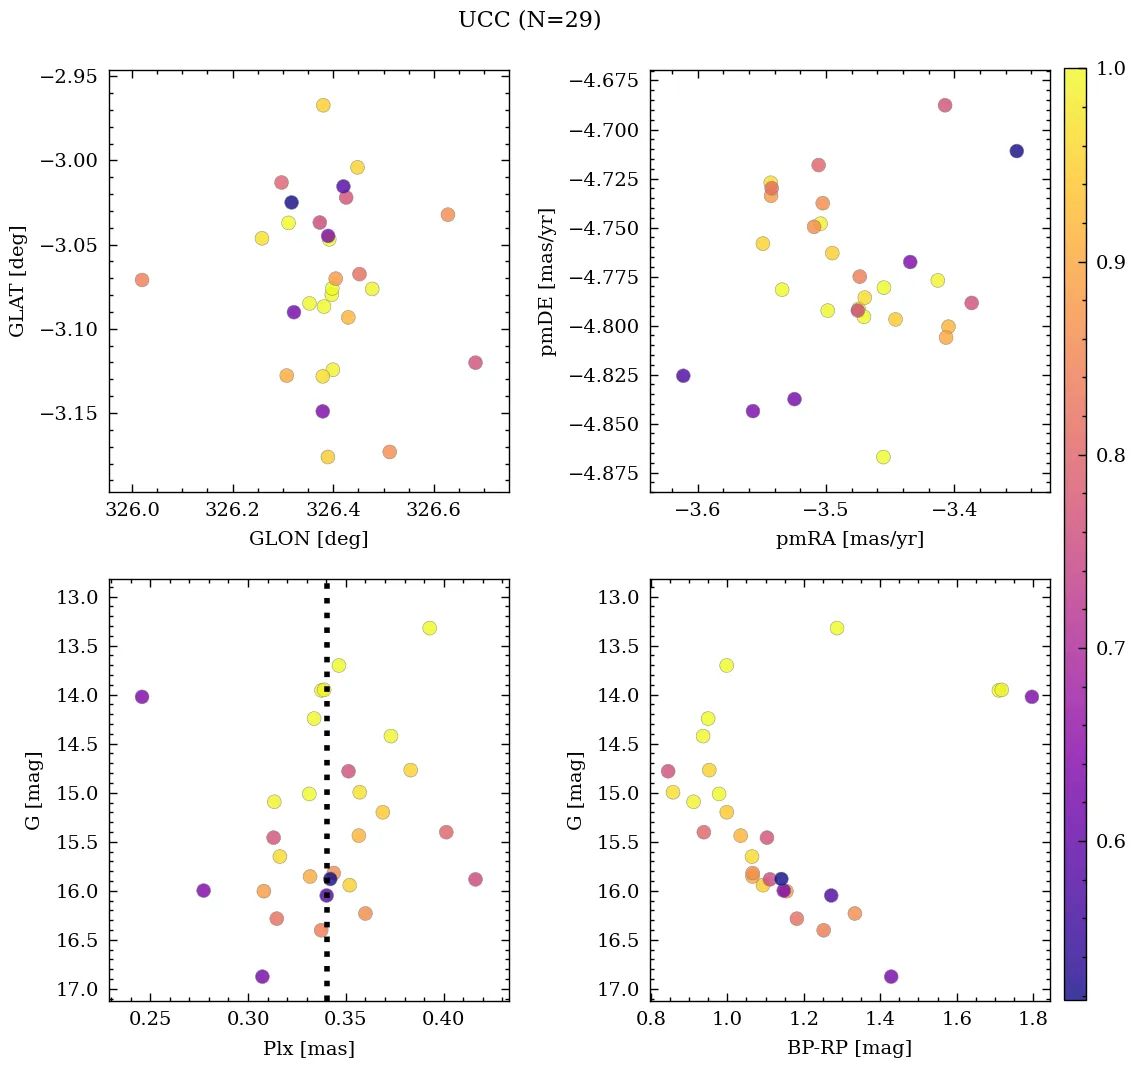 UCC (N=29)
−2.95
−3.00
−3.05
−3.10
−3.15
GLAT [deg]
326.0 326.2 326.4 326.6
GLON [deg]
−4.675
−4.700
−4.725
−4.750
−4.775
−4.800
−4.825
−4.850
−4.875
pmDE [mas/yr]
−3.6 −3.5 −3.4
pmRA [mas/yr]
13.0
13.5
14.0
14.5
15.0
15.5
16.0
16.5
17.0
G [mag]
0.25 0.30 0.35 0.40
Plx [mas]
13.0
13.5
14.0
14.5
15.0
15.5
16.0
16.5
17.0
G [mag]
0.8 1.0 1.2 1.4 1.6 1.8
BP-RP [mag]
1.0
0.9
0.8
0.7
0.6